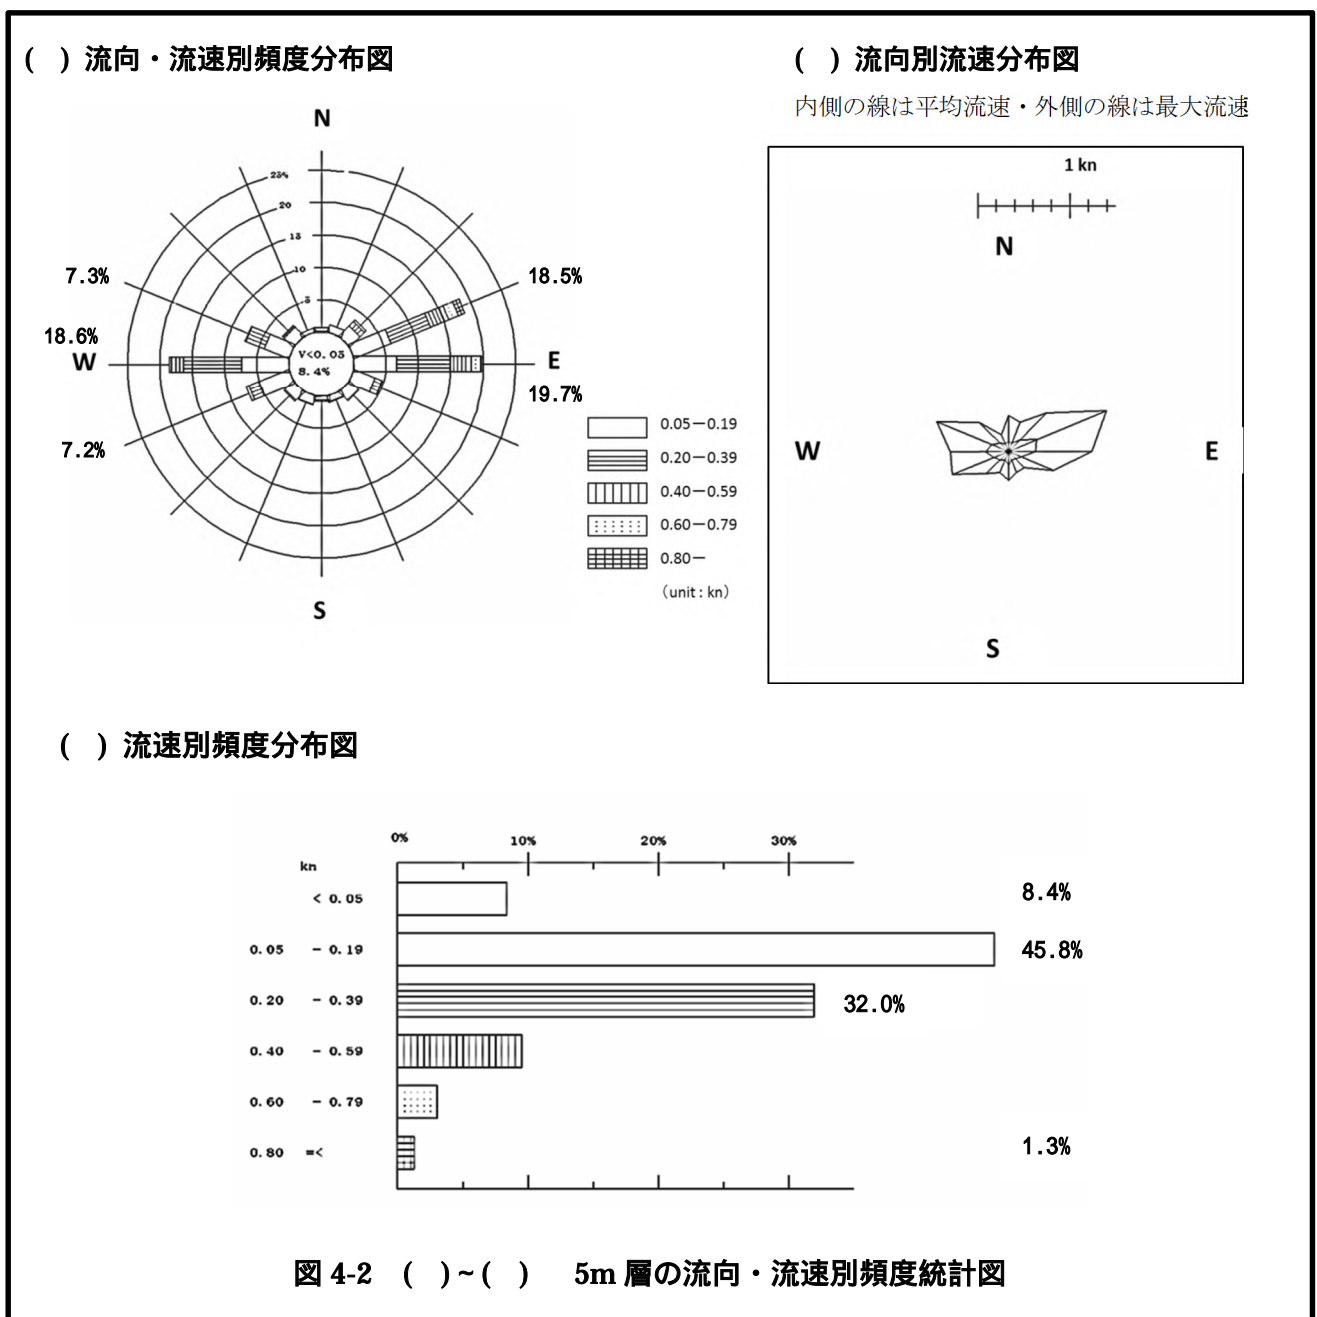 ( ) 流向・流速別頻度分布図
( ) 流向別流速分布図
内側の線は平均流速・外側の線は最大流速
N
25%
20
15
10
5
7.3%
18.5%
18.6%
W
V<0.05
8.4%
E
19.7%
7.2%
S
0.05－0.19
0.20－0.39
0.40－0.59
0.60－0.79
0.80－
(unit : kn)
1 kn
N
W
E
S
( ) 流速別頻度分布図
0% 10% 20% 30%
kn
< 0.05 8.4%
0.05 - 0.19 45.8%
0.20 - 0.39 32.0%
0.40 - 0.59
0.60 - 0.79
0.80 =< 1.3%
図 4-2 ( )~( ) 5m 層の流向・流速別頻度統計図